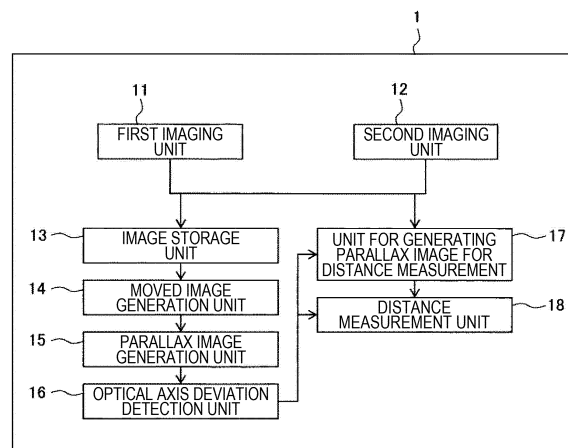 1
11
12
FIRST IMAGING
UNIT
SECOND IMAGING
UNIT
13
IMAGE STORAGE
UNIT
14
MOVED IMAGE
GENERATION UNIT
15
PARALLAX IMAGE
GENERATION UNIT
16
OPTICAL AXIS DEVIATION
DETECTION UNIT
UNIT FOR GENERATING
PARALLAX IMAGE FOR
DISTANCE MEASUREMENT
17
DISTANCE
MEASUREMENT UNIT
18